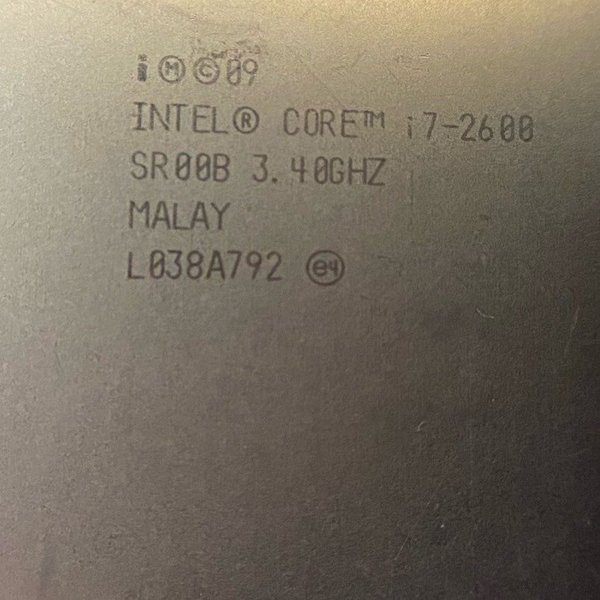 i Ⓜ © 09
INTEL® CORE™ i7-2600
SR00B 3.40GHZ
MALAY
L038A792 ⓔ4